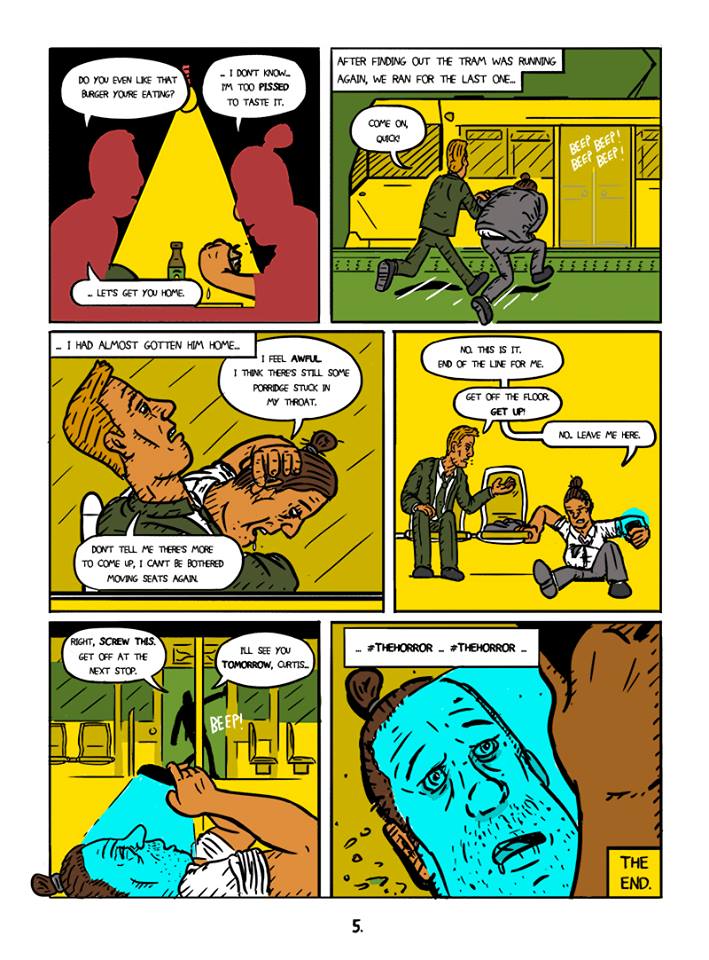 DO YOU EVEN LIKE THAT
BURGER YOU'RE EATING?
... I DON'T KNOW...
I'M TOO PISSED
TO TASTE IT.
... LET'S GET YOU HOME.
AFTER FINDING OUT THE TRAM WAS RUNNING
AGAIN, WE RAN FOR THE LAST ONE...
COME ON,
QUICK!
BEEP BEEP!
BEEP BEEP!
... I HAD ALMOST GOTTEN HIM HOME...
I FEEL AWFUL.
I THINK THERE'S STILL SOME
PORRIDGE STUCK IN
MY THROAT.
DON'T TELL ME THERE'S MORE
TO COME UP, I CAN'T BE BOTHERED
MOVING SEATS AGAIN.
NO. THIS IS IT.
END OF THE LINE FOR ME.
GET OFF THE FLOOR.
GET UP!
NO... LEAVE ME HERE.
RIGHT, SCREW THIS.
GET OFF AT THE
NEXT STOP.
I'LL SEE YOU
TOMORROW, CURTIS...
BEEP!
... #THEHORROR ... #THEHORROR ...
THE
END.
5.